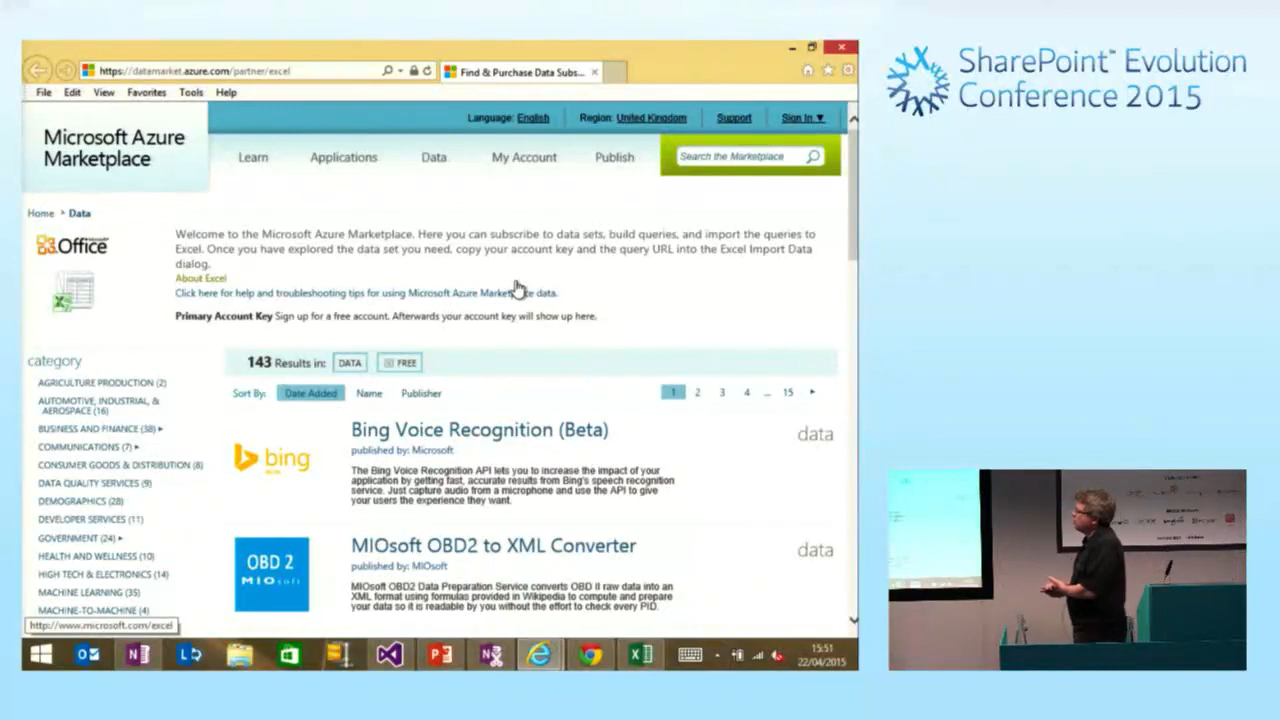 SharePoint™ Evolution
Conference 2015
https://datamarket.azure.com/partner/excel
Find & Purchase Data Subs...
File Edit View Favorites Tools Help
Language: English Region: United Kingdom Support Sign In ▼
Microsoft Azure
Marketplace
Learn Applications Data My Account Publish Search the Marketplace
Home > Data
Office
Welcome to the Microsoft Azure Marketplace. Here you can subscribe to data sets, build queries, and import the queries to
Excel. Once you have explored the data set you need, copy your account key and the query URL into the Excel Import Data
dialog.
About Excel
Click here for help and troubleshooting tips for using Microsoft Azure Marketplace data.
Primary Account Key Sign up for a free account. Afterwards your account key will show up here.
category
AGRICULTURE PRODUCTION (2)
AUTOMOTIVE, INDUSTRIAL, &
AEROSPACE (16)
BUSINESS AND FINANCE (38)
COMMUNICATIONS (7)
CONSUMER GOODS & DISTRIBUTION (8)
DATA QUALITY SERVICES (9)
DEMOGRAPHICS (28)
DEVELOPER SERVICES (11)
GOVERNMENT (24)
HEALTH AND WELLNESS (10)
HIGH TECH & ELECTRONICS (14)
MACHINE LEARNING (35)
MACHINE-TO-MACHINE (4)
143 Results in: DATA FREE
Sort By: Date Added Name Publisher 1 2 3 4 ... 15
Bing Voice Recognition (Beta)
data
published by: Microsoft
bing
The Bing Voice Recognition API lets you to increase the impact of your
application by getting fast, accurate results from Bing's speech recognition
service. Just capture audio from a microphone and use the API to give
your users the experience they want.
MIOsoft OBD2 to XML Converter
data
published by: MIOsoft
OBD 2
MIOsoft
MIOsoft OBD2 Data Preparation Service converts OBD II raw data into an
XML format using formulas provided in Wikipedia to compute and prepare
your data so it is readable by you without the effort to check every PID.
http://www.microsoft.com/excel
15:51
22/04/2015